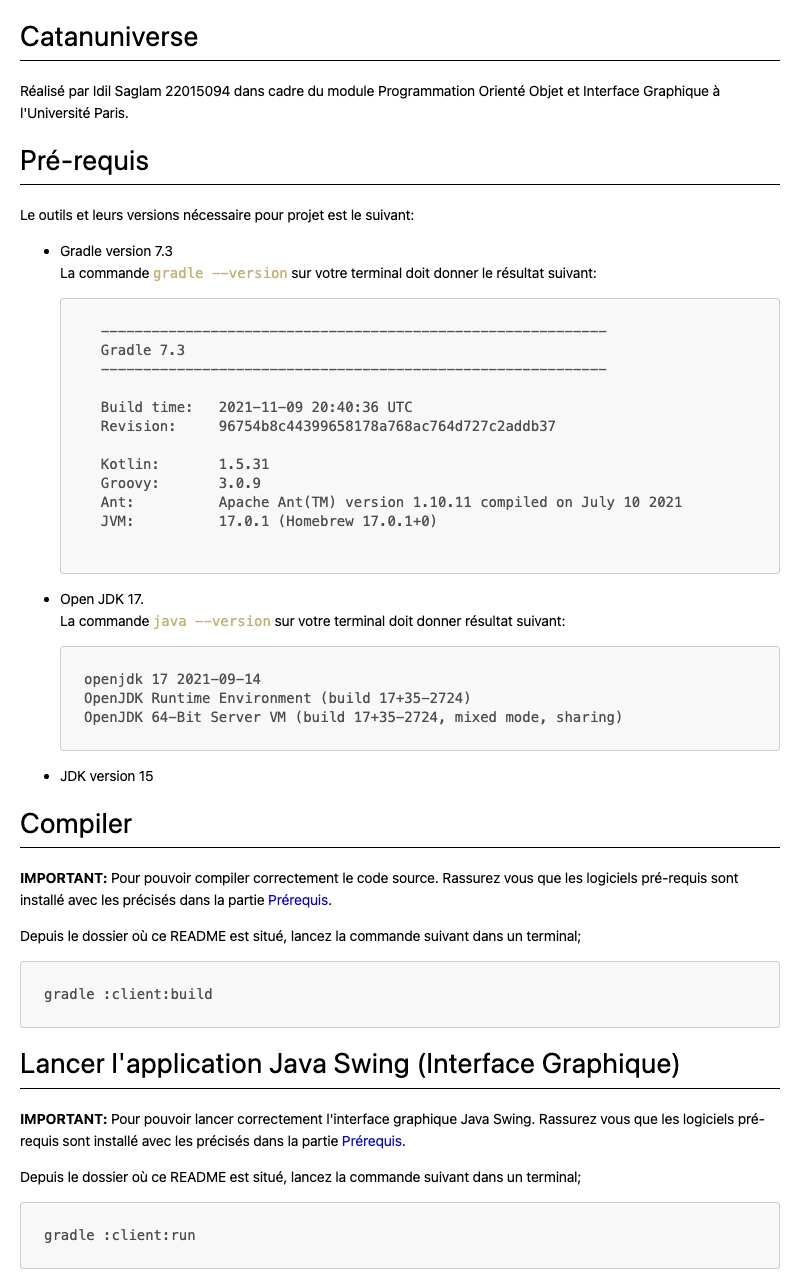 Catanuniverse
Réalisé par Idil Saglam 22015094 dans cadre du module Programmation Orienté Objet et Interface Graphique à
l'Université Paris.
Pré-requis
Le outils et leurs versions nécessaire pour projet est le suivant:
• Gradle version 7.3
La commande gradle --version sur votre terminal doit donner le résultat suivant:
------------------------------------------------------------
Gradle 7.3
------------------------------------------------------------
Build time:   2021-11-09 20:40:36 UTC
Revision:     96754b8c44399658178a768ac764d727c2addb37
Kotlin:       1.5.31
Groovy:       3.0.9
Ant:          Apache Ant(TM) version 1.10.11 compiled on July 10 2021
JVM:          17.0.1 (Homebrew 17.0.1+0)
• Open JDK 17.
La commande java --version sur votre terminal doit donner résultat suivant:
openjdk 17 2021-09-14
OpenJDK Runtime Environment (build 17+35-2724)
OpenJDK 64-Bit Server VM (build 17+35-2724, mixed mode, sharing)
• JDK version 15
Compiler
IMPORTANT: Pour pouvoir compiler correctement le code source. Rassurez vous que les logiciels pré-requis sont
installé avec les précisés dans la partie Prérequis.
Depuis le dossier où ce README est situé, lancez la commande suivant dans un terminal;
gradle :client:build
Lancer l'application Java Swing (Interface Graphique)
IMPORTANT: Pour pouvoir lancer correctement l'interface graphique Java Swing. Rassurez vous que les logiciels pré-
requis sont installé avec les précisés dans la partie Prérequis.
Depuis le dossier où ce README est situé, lancez la commande suivant dans un terminal;
gradle :client:run